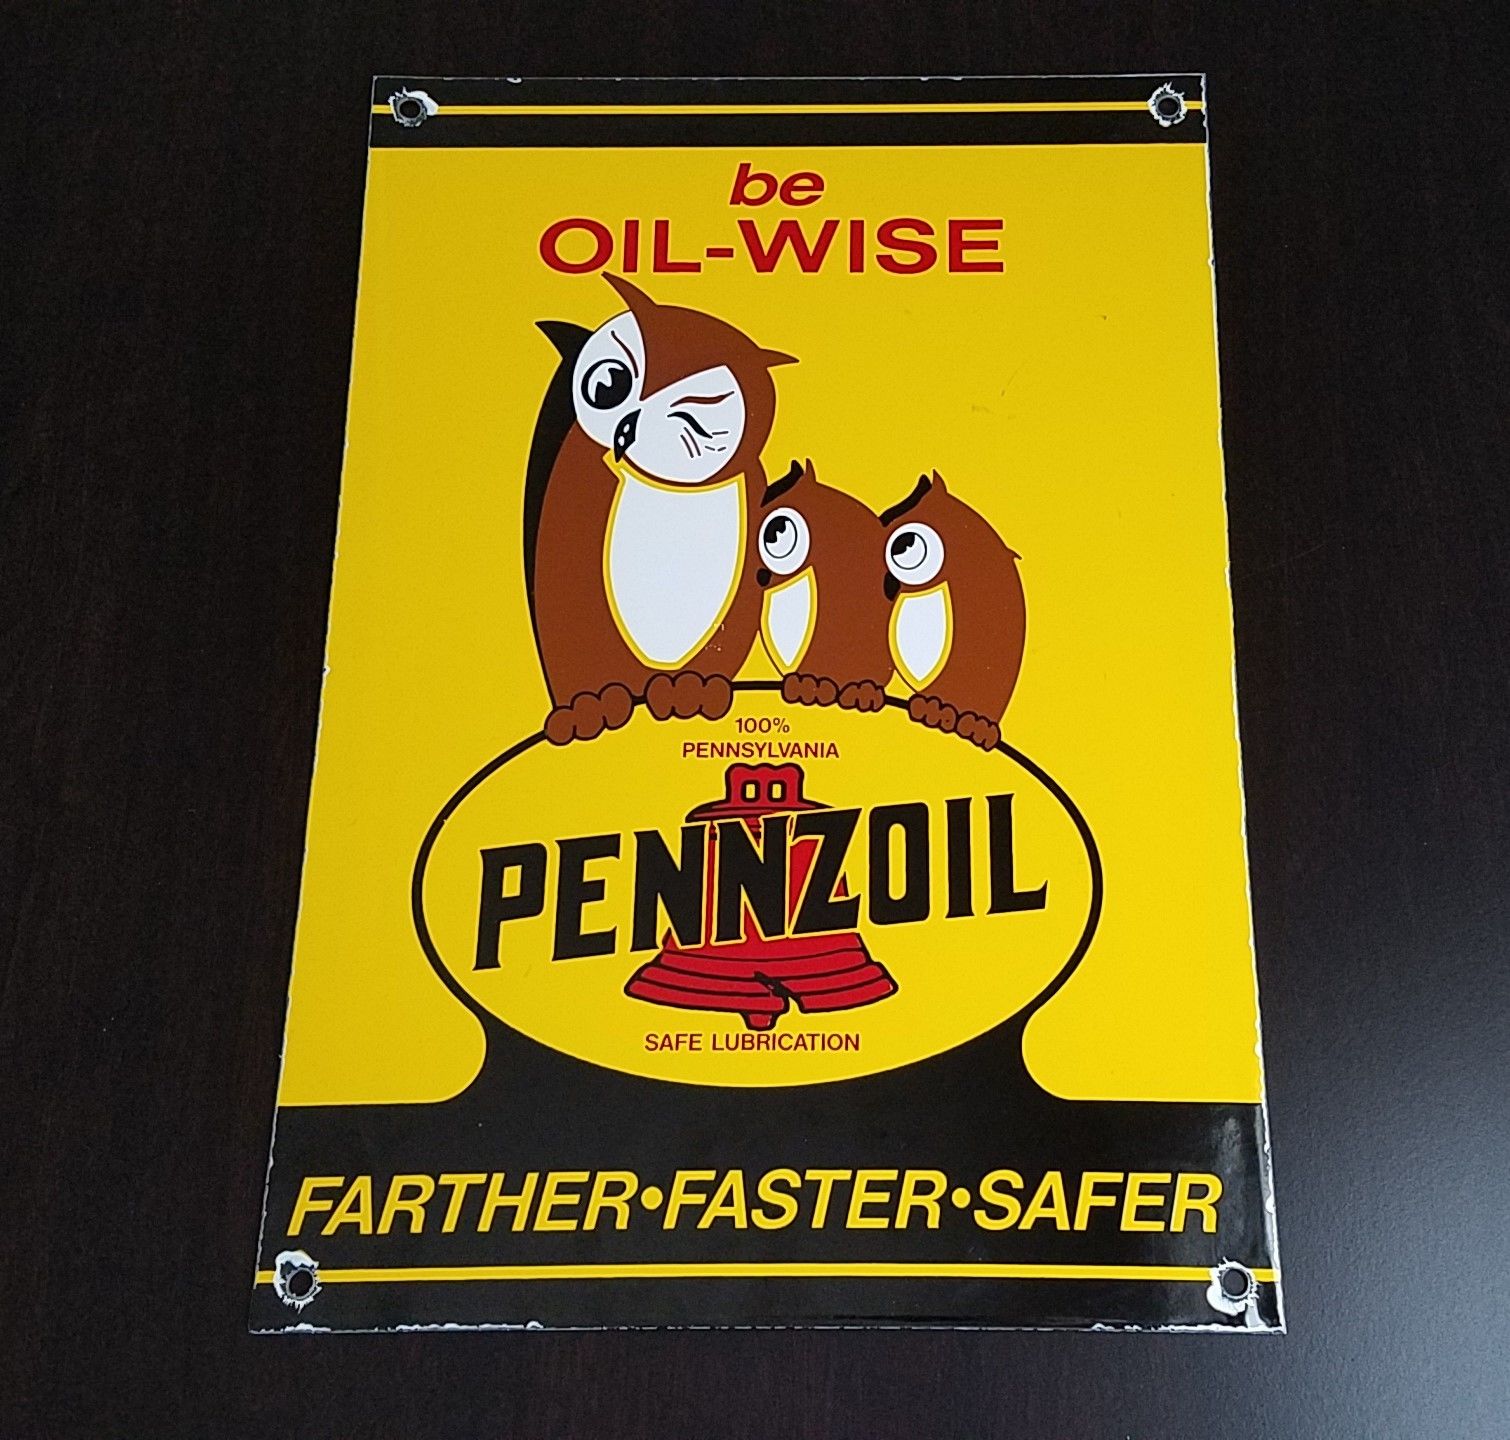 be
OIL-WISE
100%
PENNSYLVANIA
PENNZOIL
SAFE LUBRICATION
FARTHER•FASTER•SAFER